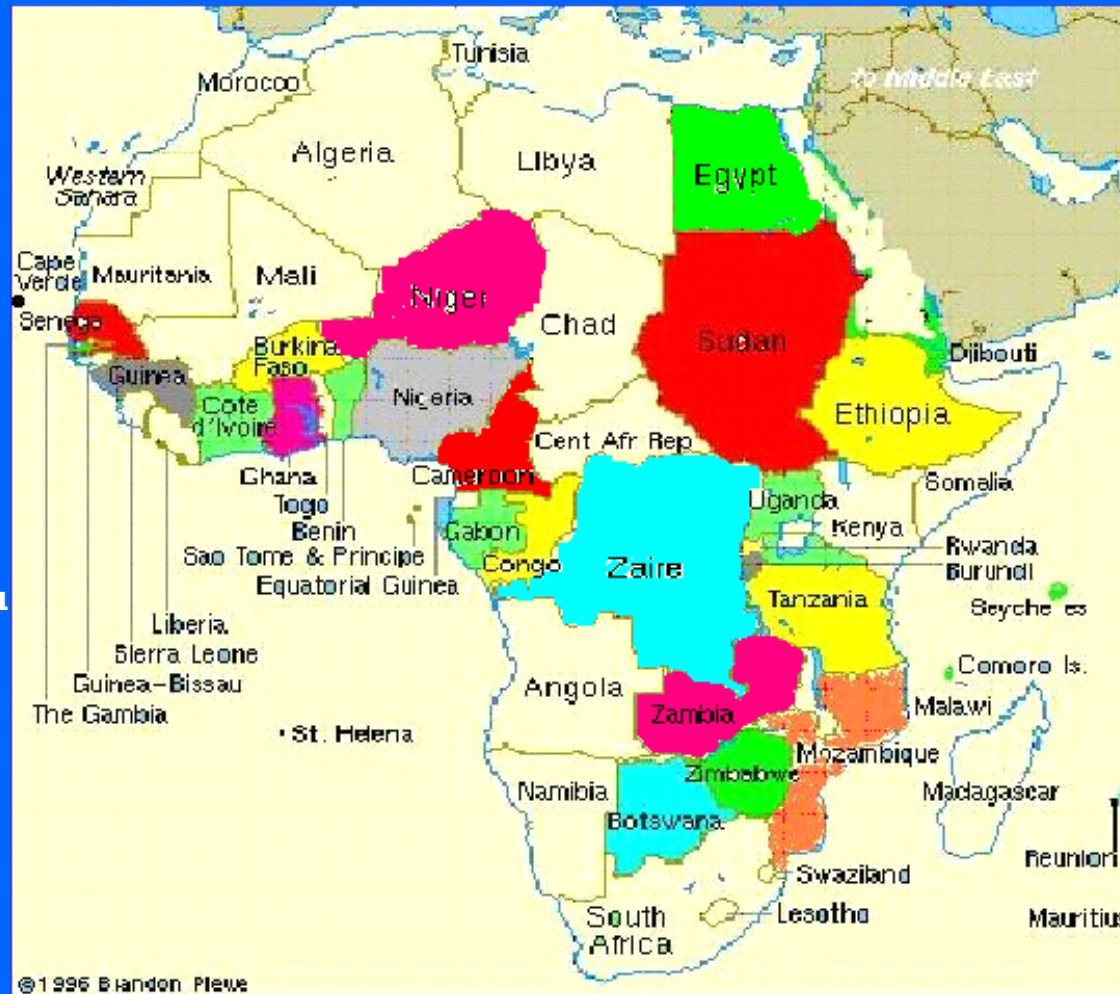 Tunisia
Morocco
to Middle East
Algeria
Libya
Egypt
Western
Sahara
Cape
Verde
Mauritania
Mali
Niger
Chad
Sudan
Senega
Burkina
Faso
Djibouti
Guinea
Nigeria
Cote
d'Ivoire
Ethiopia
Cent Afr Rep
Ghana
Cameroon
Somalia
Togo
Uganda
Benin
Gabon
Kenya
Sao Tome & Principe
Rwanda
Congo
Zaire
Burundi
Equatorial Guinea
Tanzania
Seyche es
Liberia
Sierra Leone
Comoro Is.
Guinea-Bissau
Angola
The Gambia
Zambia
Malawi
St. Helena
Mozambique
Zimbabwe
Namibia
Madagascar
Botswana
Reunion
Swaziland
South
Africa
Lesotho
Mauritius
©1996 Brandon Plewe